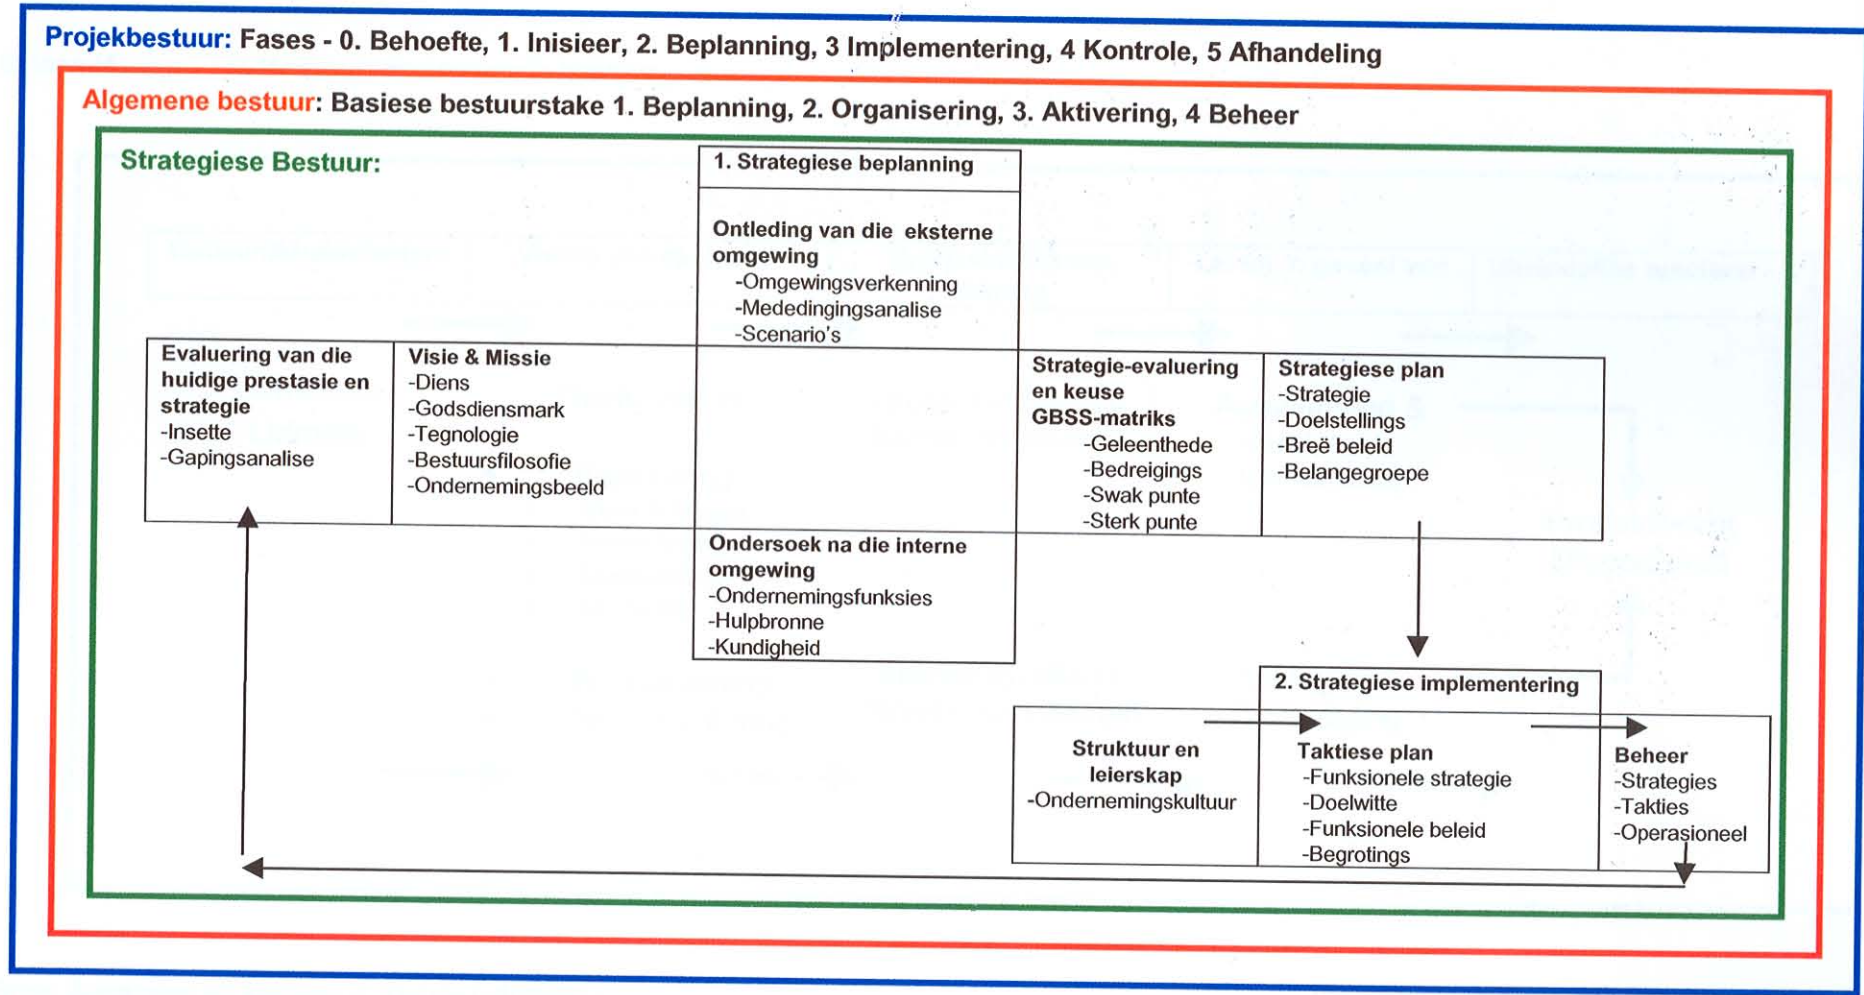 Projekbestuur: Fases - 0. Behoefte, 1. Inisieer, 2. Beplanning, 3 Implementering, 4 Kontrole, 5 Afhandeling
Algemene bestuur: Basiese bestuurstake 1. Beplanning, 2. Organisering, 3. Aktivering, 4 Beheer
Strategiese Bestuur:
1. Strategiese beplanning
Ontleding van die eksterne
omgewing
-Omgewingsverkenning
-Mededingingsanalise
-Scenario's
Evaluering van die
huidige prestasie en
strategie
-Insette
-Gapingsanalise
Visie & Missie
-Diens
-Godsdiensmark
-Tegnologie
-Bestuursfilosofie
-Ondernemingsbeeld
Strategie-evaluering
en keuse
GBSS-matriks
-Geleenthede
-Bedreigings
-Swak punte
-Sterk punte
Strategiese plan
-Strategie
-Doelstellings
-Breë beleid
-Belangegroepe
Ondersoek na die interne
omgewing
-Ondernemingsfunksies
-Hulpbronne
-Kundigheid
2. Strategiese implementering
Struktuur en
leierskap
-Ondernemingskultuur
Taktiese plan
-Funksionele strategie
-Doelwitte
-Funksionele beleid
-Begrotings
Beheer
-Strategies
-Takties
-Operasioneel